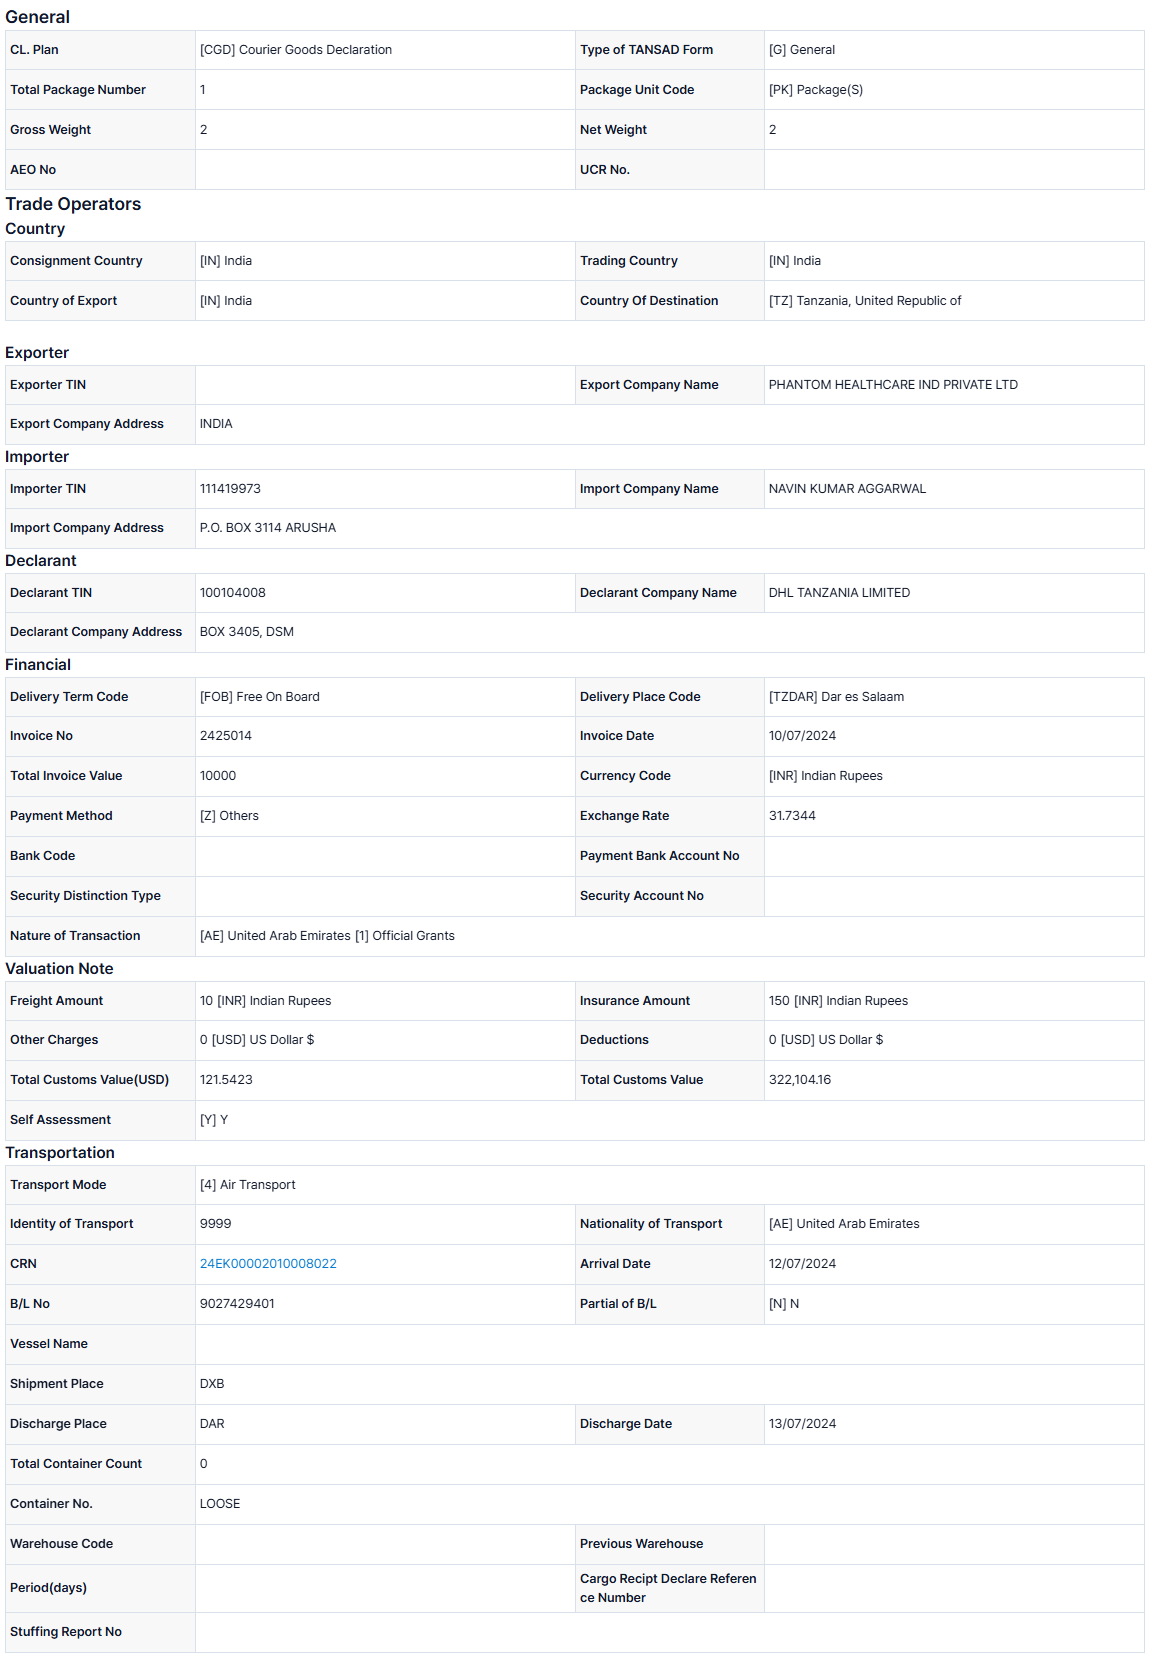 General
CL. Plan [CGD] Courier Goods Declaration Type of TANSAD Form [G] General
Total Package Number 1 Package Unit Code [PK] Package(S)
Gross Weight 2 Net Weight 2
AEO No UCR No.
Trade Operators
Country
Consignment Country [IN] India Trading Country [IN] India
Country of Export [IN] India Country Of Destination [TZ] Tanzania, United Republic of
Exporter
Exporter TIN Export Company Name PHANTOM HEALTHCARE IND PRIVATE LTD
Export Company Address INDIA
Importer
Importer TIN 111419973 Import Company Name NAVIN KUMAR AGGARWAL
Import Company Address P.O. BOX 3114 ARUSHA
Declarant
Declarant TIN 100104008 Declarant Company Name DHL TANZANIA LIMITED
Declarant Company Address BOX 3405, DSM
Financial
Delivery Term Code [FOB] Free On Board Delivery Place Code [TZDAR] Dar es Salaam
Invoice No 2425014 Invoice Date 10/07/2024
Total Invoice Value 10000 Currency Code [INR] Indian Rupees
Payment Method [Z] Others Exchange Rate 31.7344
Bank Code Payment Bank Account No
Security Distinction Type Security Account No
Nature of Transaction [AE] United Arab Emirates [1] Official Grants
Valuation Note
Freight Amount 10 [INR] Indian Rupees Insurance Amount 150 [INR] Indian Rupees
Other Charges 0 [USD] US Dollar $ Deductions 0 [USD] US Dollar $
Total Customs Value(USD) 121.5423 Total Customs Value 322,104.16
Self Assessment [Y] Y
Transportation
Transport Mode [4] Air Transport
Identity of Transport 9999 Nationality of Transport [AE] United Arab Emirates
CRN 24EK00002010008022 Arrival Date 12/07/2024
B/L No 9027429401 Partial of B/L [N] N
Vessel Name
Shipment Place DXB
Discharge Place DAR Discharge Date 13/07/2024
Total Container Count 0
Container No. LOOSE
Warehouse Code Previous Warehouse
Period(days) Cargo Recipt Declare Referen
ce Number
Stuffing Report No